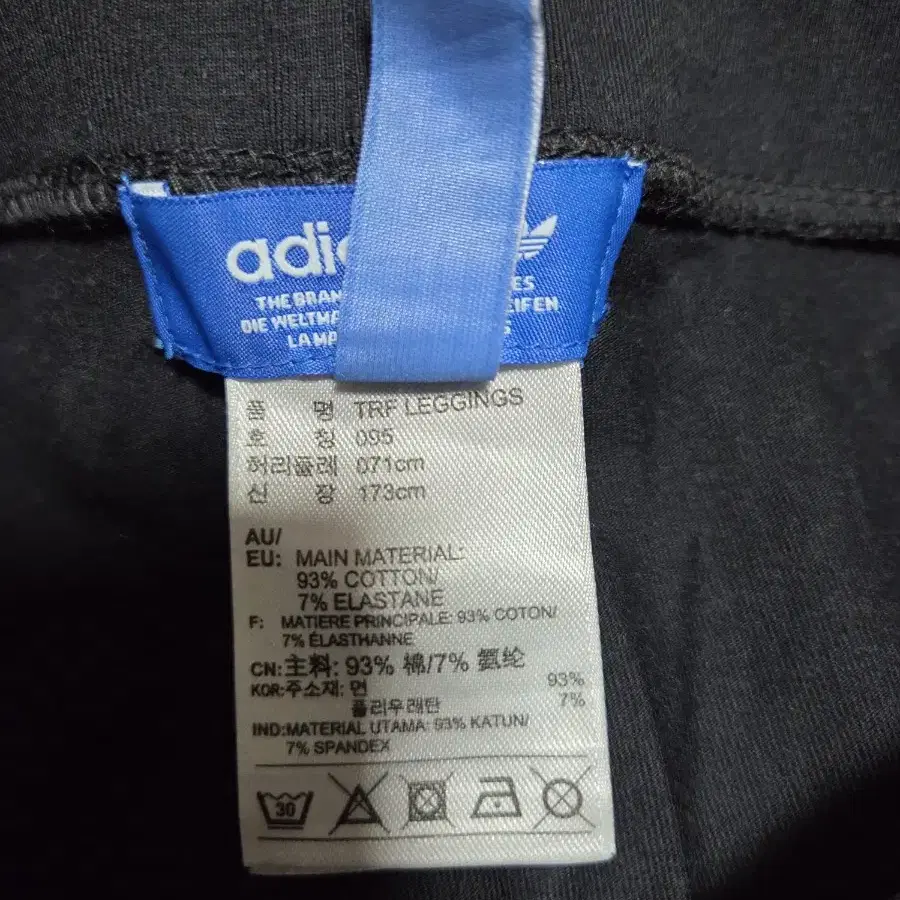 adi
THE BRAN ES
DIE WELTMA EIFEN
LA MP S
품 명 TRF LEGGINGS
호 칭 095
허리둘레 071cm
신 장 173cm
AU/
EU: MAIN MATERIAL:
93% COTTON/
7% ELASTANE
F: MATIERE PRINCIPALE: 93% COTON/
7% ÉLASTHANNE
CN:主料: 93% 棉/7% 氨纶
KOR:주소재: 면 93%
폴리우레탄 7%
IND:MATERIAL UTAMA: 93% KATUN/
7% SPANDEX
30